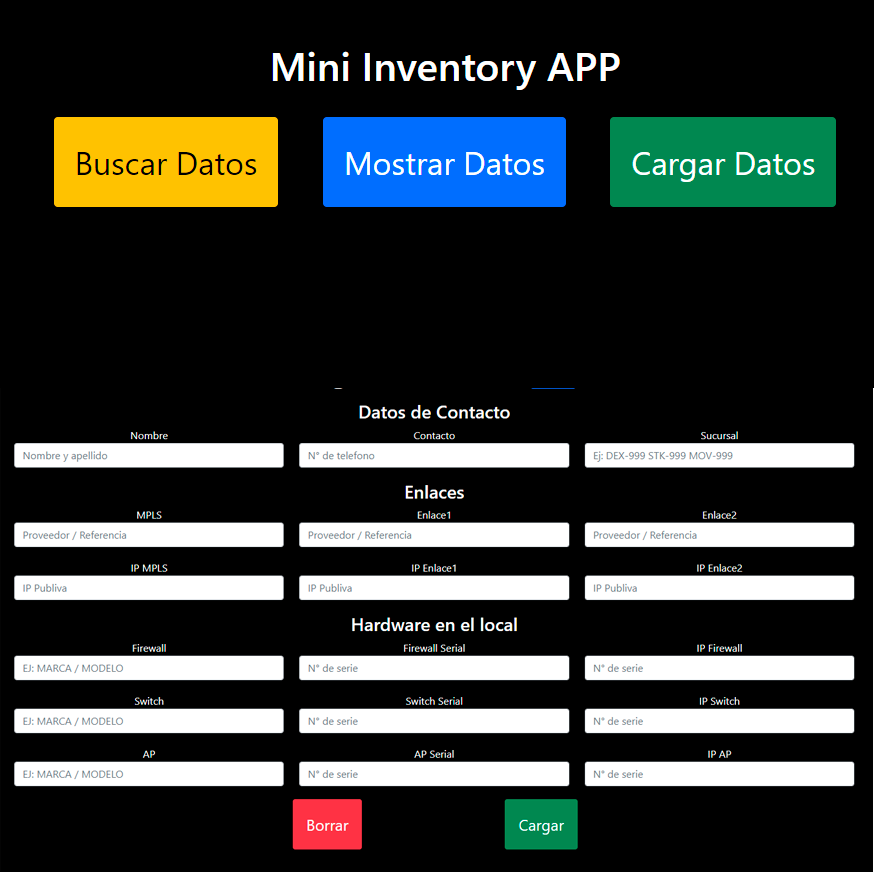 Mini Inventory APP
Buscar Datos Mostrar Datos Cargar Datos
Datos de Contacto
Nombre Contacto Sucursal
Nombre y apellido N° de telefono Ej: DEX-999 STK-999 MOV-999
Enlaces
MPLS Enlace1 Enlace2
Proveedor / Referencia Proveedor / Referencia Proveedor / Referencia
IP MPLS IP Enlace1 IP Enlace2
IP Publiva IP Publiva IP Publiva
Hardware en el local
Firewall Firewall Serial IP Firewall
EJ: MARCA / MODELO N° de serie N° de serie
Switch Switch Serial IP Switch
EJ: MARCA / MODELO N° de serie N° de serie
AP AP Serial IP AP
EJ: MARCA / MODELO N° de serie N° de serie
Borrar Cargar